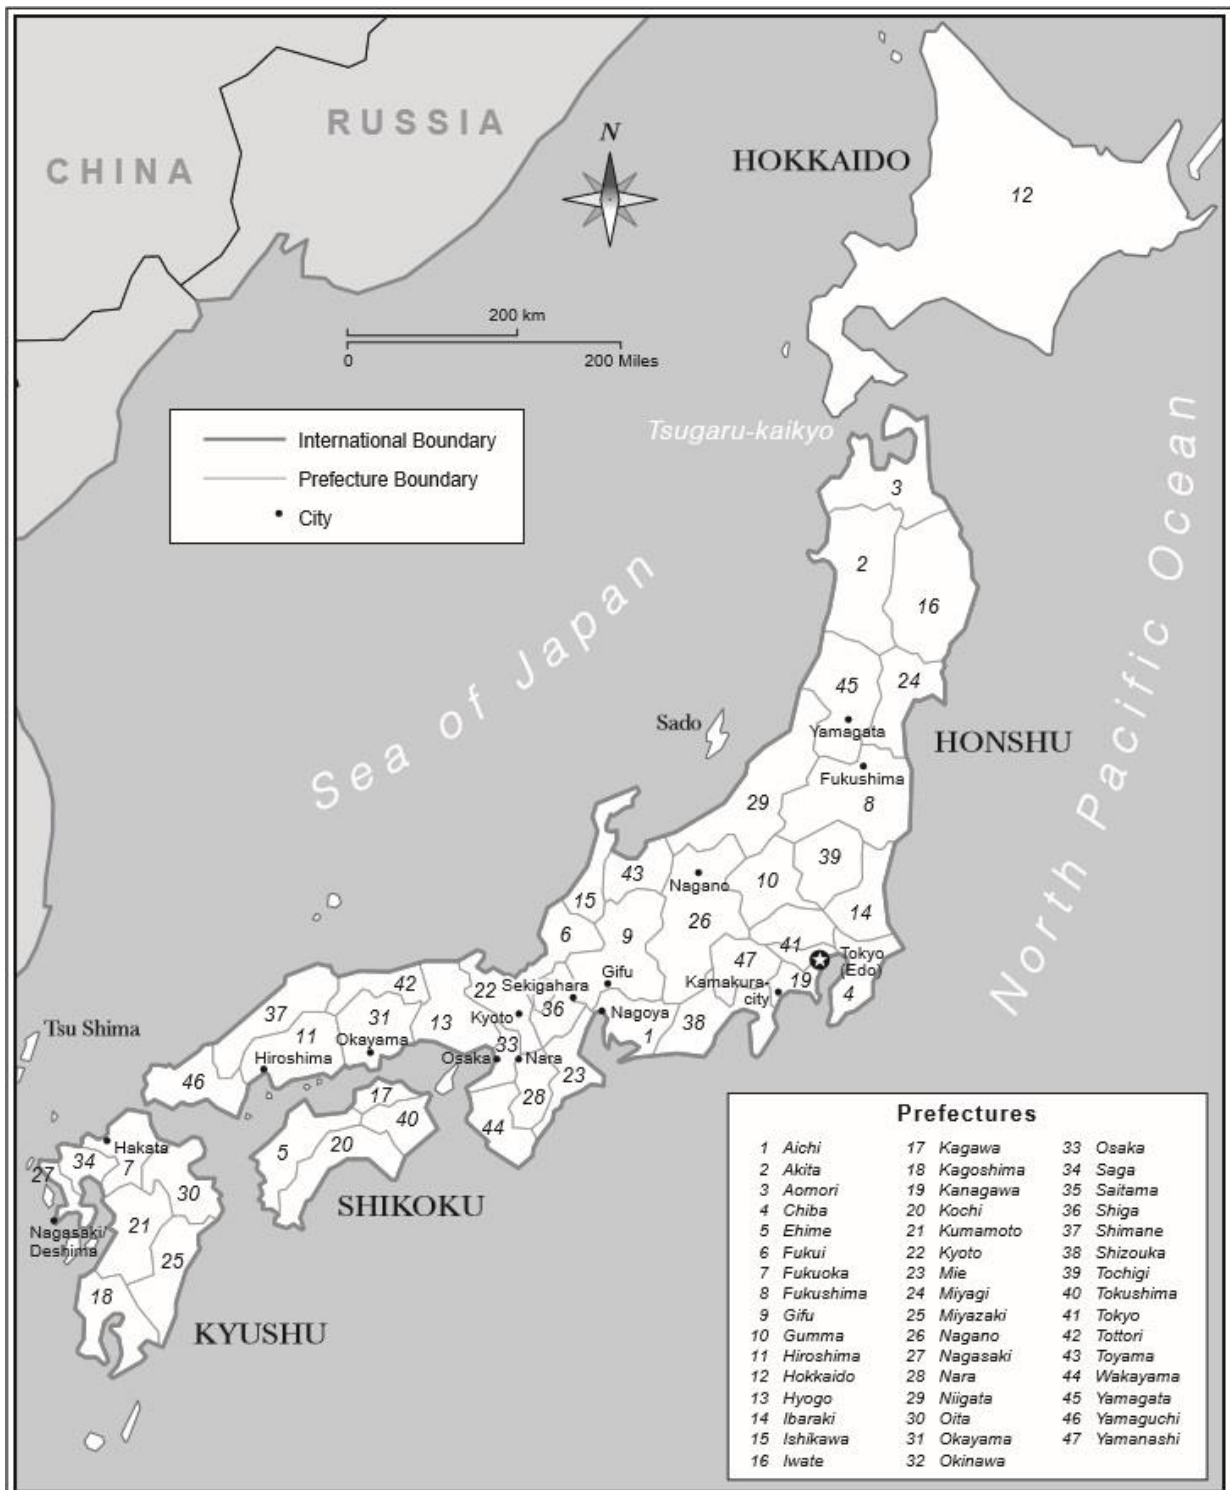 RUSSIA
CHINA
N
HOKKAIDO
12
200 km
0
200 Miles
Tsugaru-kaikyo
International Boundary
Prefecture Boundary
City
3
2
16
Sea of Japan
North Pacific Ocean
45
24
Yamagata
Sado
HONSHU
Fukushima
8
29
39
43
Nagano
10
15
14
26
6
9
41
Tokyo
(Edo)
47
Gifu
Kamakura-
city
19
4
Sekigahara
42
22
36
37
Kyoto
Nagoya
31
13
38
1
11
Tsu Shima
Okayama
33
Osaka
Nara
Hiroshima
23
46
17
28
40
44
Hakata
20
5
34
7
27
30
SHIKOKU
21
Nagasaki/
Deshima
25
18
KYUSHU
Prefectures
1 Aichi
2 Akita
3 Aomori
4 Chiba
5 Ehime
6 Fukui
7 Fukuoka
8 Fukushima
9 Gifu
10 Gumma
11 Hiroshima
12 Hokkaido
13 Hyogo
14 Ibaraki
15 Ishikawa
16 Iwate
17 Kagawa
18 Kagoshima
19 Kanagawa
20 Kochi
21 Kumamoto
22 Kyoto
23 Mie
24 Miyagi
25 Miyazaki
26 Nagano
27 Nagasaki
28 Nara
29 Niigata
30 Oita
31 Okayama
32 Okinawa
33 Osaka
34 Saga
35 Saitama
36 Shiga
37 Shimane
38 Shizouka
39 Tochigi
40 Tokushima
41 Tokyo
42 Tottori
43 Toyama
44 Wakayama
45 Yamagata
46 Yamaguchi
47 Yamanashi